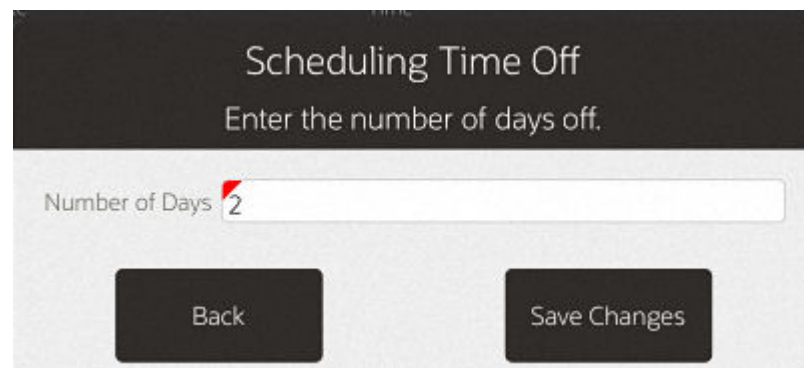 Scheduling Time Off
Enter the number of days off.
Number of Days 2
Back
Save Changes